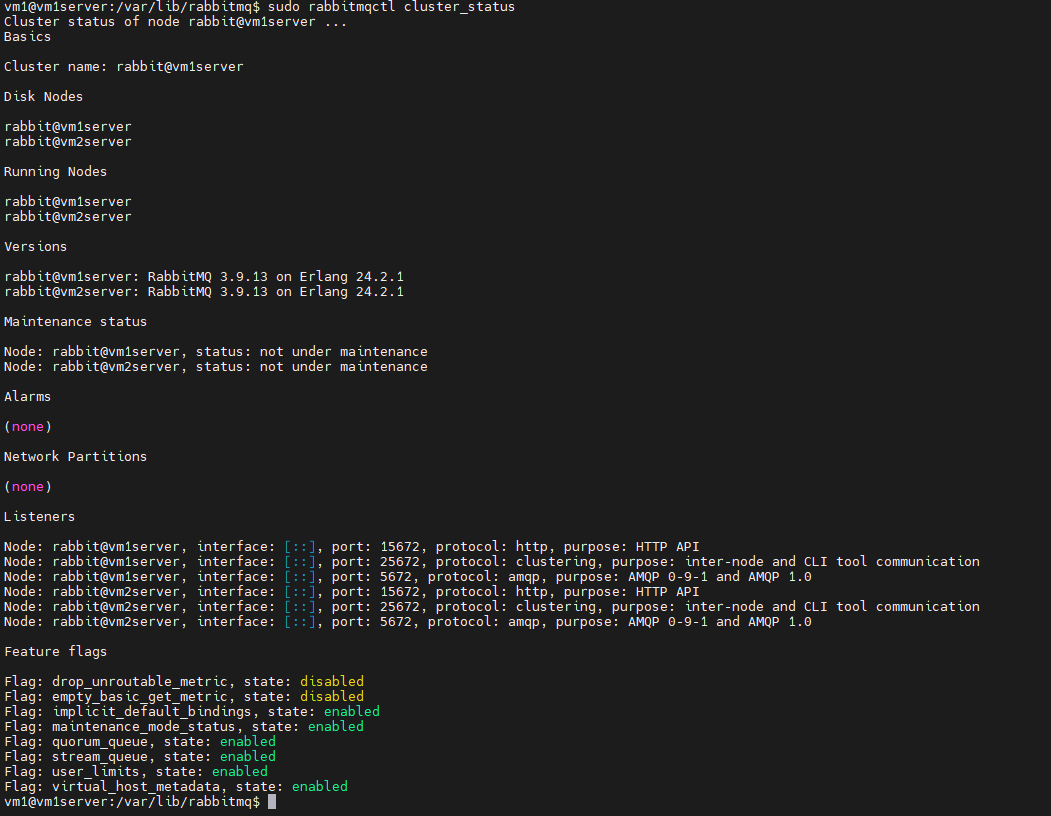 vm1@vm1server:/var/lib/rabbitmq$ sudo rabbitmqctl cluster_status
Cluster status of node rabbit@vm1server ...
Basics
Cluster name: rabbit@vm1server
Disk Nodes
rabbit@vm1server
rabbit@vm2server
Running Nodes
rabbit@vm1server
rabbit@vm2server
Versions
rabbit@vm1server: RabbitMQ 3.9.13 on Erlang 24.2.1
rabbit@vm2server: RabbitMQ 3.9.13 on Erlang 24.2.1
Maintenance status
Node: rabbit@vm1server, status: not under maintenance
Node: rabbit@vm2server, status: not under maintenance
Alarms
(none)
Network Partitions
(none)
Listeners
Node: rabbit@vm1server, interface: [::], port: 15672, protocol: http, purpose: HTTP API
Node: rabbit@vm1server, interface: [::], port: 25672, protocol: clustering, purpose: inter-node and CLI tool communication
Node: rabbit@vm1server, interface: [::], port: 5672, protocol: amqp, purpose: AMQP 0-9-1 and AMQP 1.0
Node: rabbit@vm2server, interface: [::], port: 15672, protocol: http, purpose: HTTP API
Node: rabbit@vm2server, interface: [::], port: 25672, protocol: clustering, purpose: inter-node and CLI tool communication
Node: rabbit@vm2server, interface: [::], port: 5672, protocol: amqp, purpose: AMQP 0-9-1 and AMQP 1.0
Feature flags
Flag: drop_unroutable_metric, state: disabled
Flag: empty_basic_get_metric, state: disabled
Flag: implicit_default_bindings, state: enabled
Flag: maintenance_mode_status, state: enabled
Flag: quorum_queue, state: enabled
Flag: stream_queue, state: enabled
Flag: user_limits, state: enabled
Flag: virtual_host_metadata, state: enabled
vm1@vm1server:/var/lib/rabbitmq$